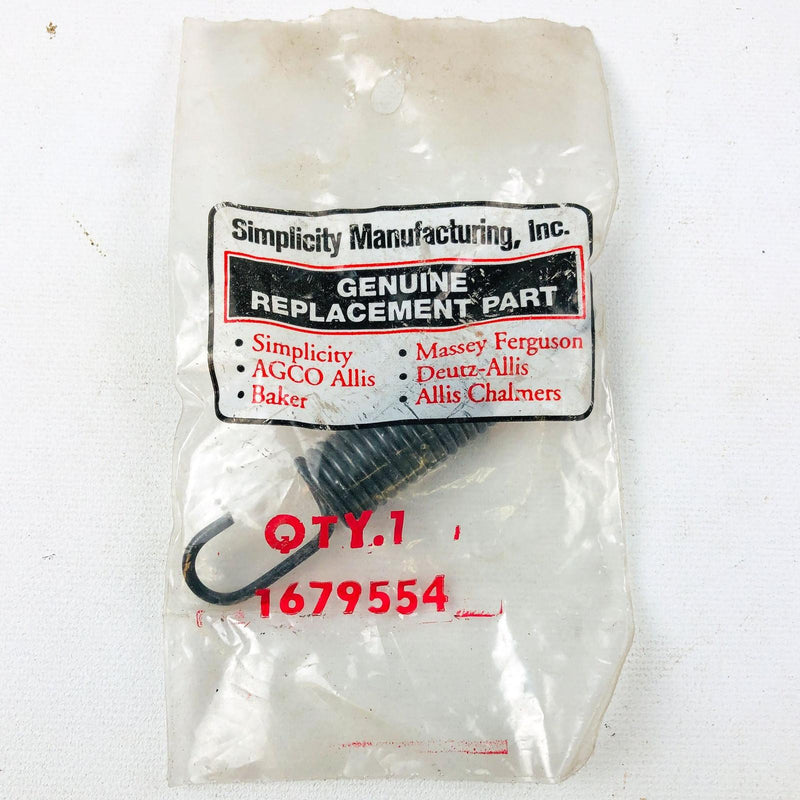 Simplicity Manufacturing, Inc.
GENUINE
REPLACEMENT PART
• Simplicity
• AGCO Allis
• Baker
• Massey Ferguson
• Deutz-Allis
• Allis Chalmers
QTY.1
1679554